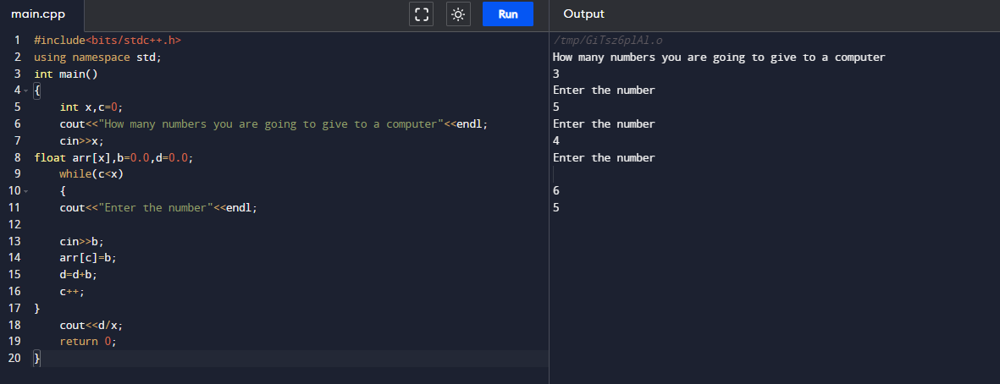 main.cpp
Run
Output
1 #include<bits/stdc++.h>
2 using namespace std;
3 int main()
4 {
5 int x,c=0;
6 cout<<"How many numbers you are going to give to a computer"<<endl;
7 cin>>x;
8 float arr[x],b=0.0,d=0.0;
9 while(c<x)
10 {
11 cout<<"Enter the number"<<endl;
12
13 cin>>b;
14 arr[c]=b;
15 d=d+b;
16 c++;
17 }
18 cout<<d/x;
19 return 0;
20 }
/tmp/GiTsz6plAl.o
How many numbers you are going to give to a computer
3
Enter the number
5
Enter the number
4
Enter the number
6
5